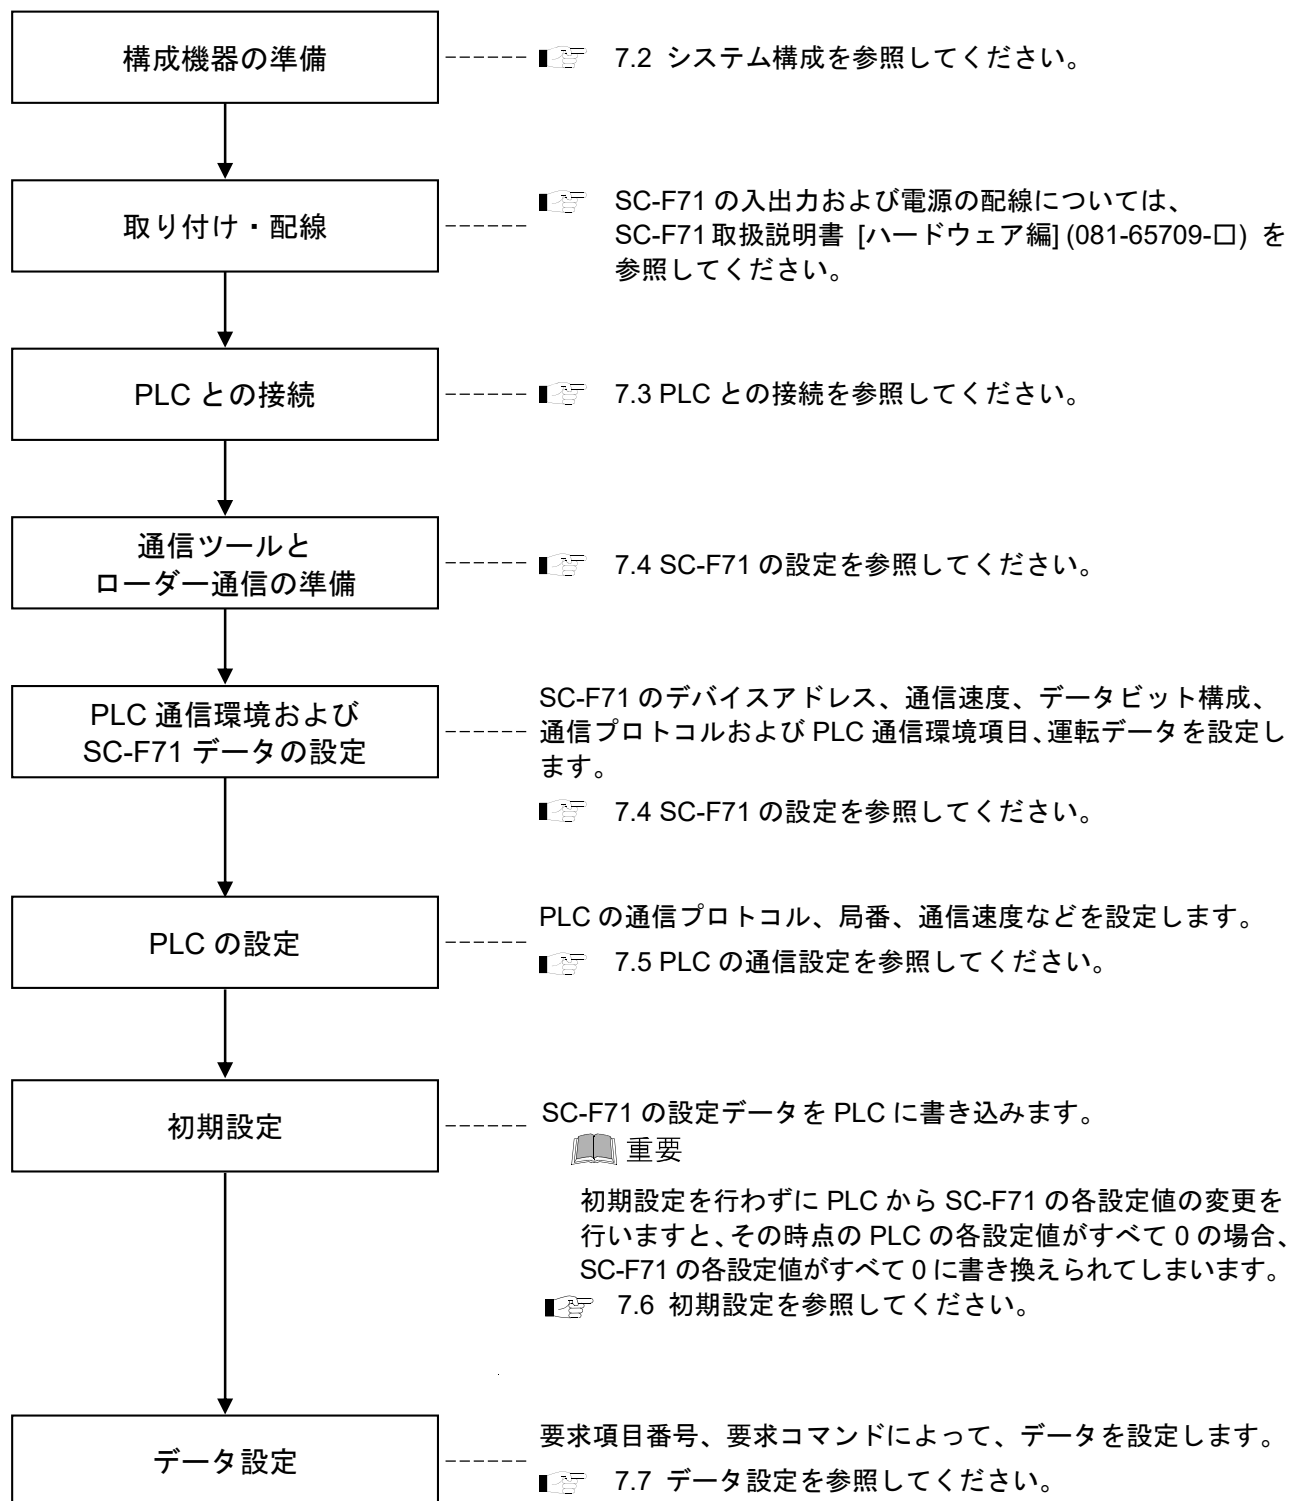 構成機器の準備
7.2 システム構成を参照してください。
取り付け・配線
SC-F71 の入出力および電源の配線については、
SC-F71 取扱説明書 [ハードウェア編] (081-65709-□) を
参照してください。
PLC との接続
7.3 PLC との接続を参照してください。
通信ツールと
ローダー通信の準備
7.4 SC-F71 の設定を参照してください。
PLC 通信環境および
SC-F71 データの設定
SC-F71 のデバイスアドレス、通信速度、データビット構成、
通信プロトコルおよび PLC 通信環境項目、運転データを設定し
ます。
7.4 SC-F71 の設定を参照してください。
PLC の設定
PLC の通信プロトコル、局番、通信速度などを設定します。
7.5 PLC の通信設定を参照してください。
初期設定
SC-F71 の設定データを PLC に書き込みます。
重要
初期設定を行わずに PLC から SC-F71 の各設定値の変更を
行いますと、その時点の PLC の各設定値がすべて 0 の場合、
SC-F71 の各設定値がすべて 0 に書き換えられてしまいます。
7.6 初期設定を参照してください。
データ設定
要求項目番号、要求コマンドによって、データを設定します。
7.7 データ設定を参照してください。